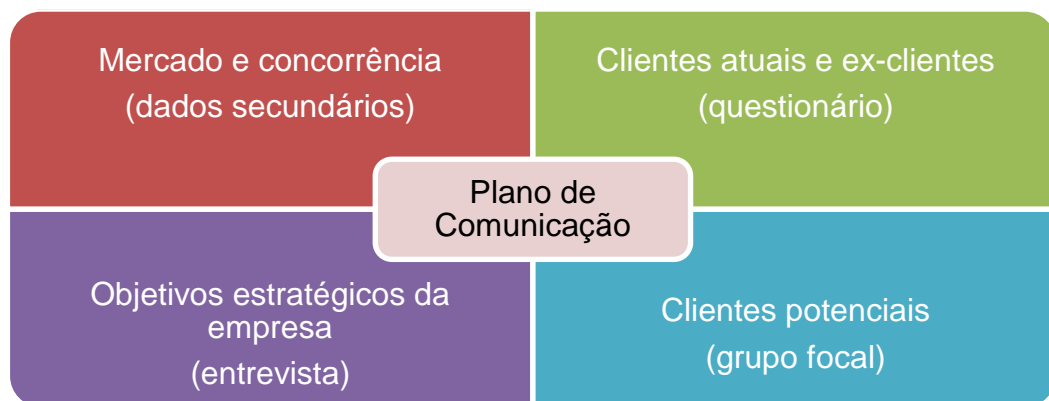 Mercado e concorrência
(dados secundários)
Clientes atuais e ex-clientes
(questionário)
Plano de
Comunicação
Objetivos estratégicos da
empresa
(entrevista)
Clientes potenciais
(grupo focal)